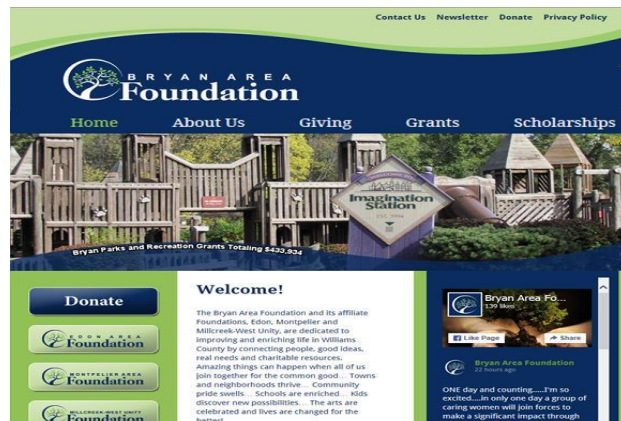 Contact Us Newsletter Donate Privacy Policy
BRYAN AREA
Foundation
Home About Us Giving Grants Scholarships
Imagination
Station
EST. 1994
Bryan Parks and Recreation Grants Totaling $433,934
Donate
EDON AREA
Foundation
MONTPELIER AREA
Foundation
MILLCREEK-WEST UNITY
Foundation
Welcome!
The Bryan Area Foundation and its affiliate
Foundations, Edon, Montpelier and
Millcreek-West Unity, are dedicated to
improving and enriching life in Williams
County by connecting people, good ideas,
real needs and charitable resources.
Amazing things can happen when all of us
join together for the common good... Towns
and neighborhoods thrive... Community
pride swells... Schools are enriched... Kids
discover new possibilities... The arts are
celebrated and lives are changed for the
better!
Bryan Area Fo...
139 likes
Like Page Share
Bryan Area Foundation
22 hours ago
ONE day and counting.....I'm so
excited....in only one day a group of
caring women will join forces to
make a significant impact through